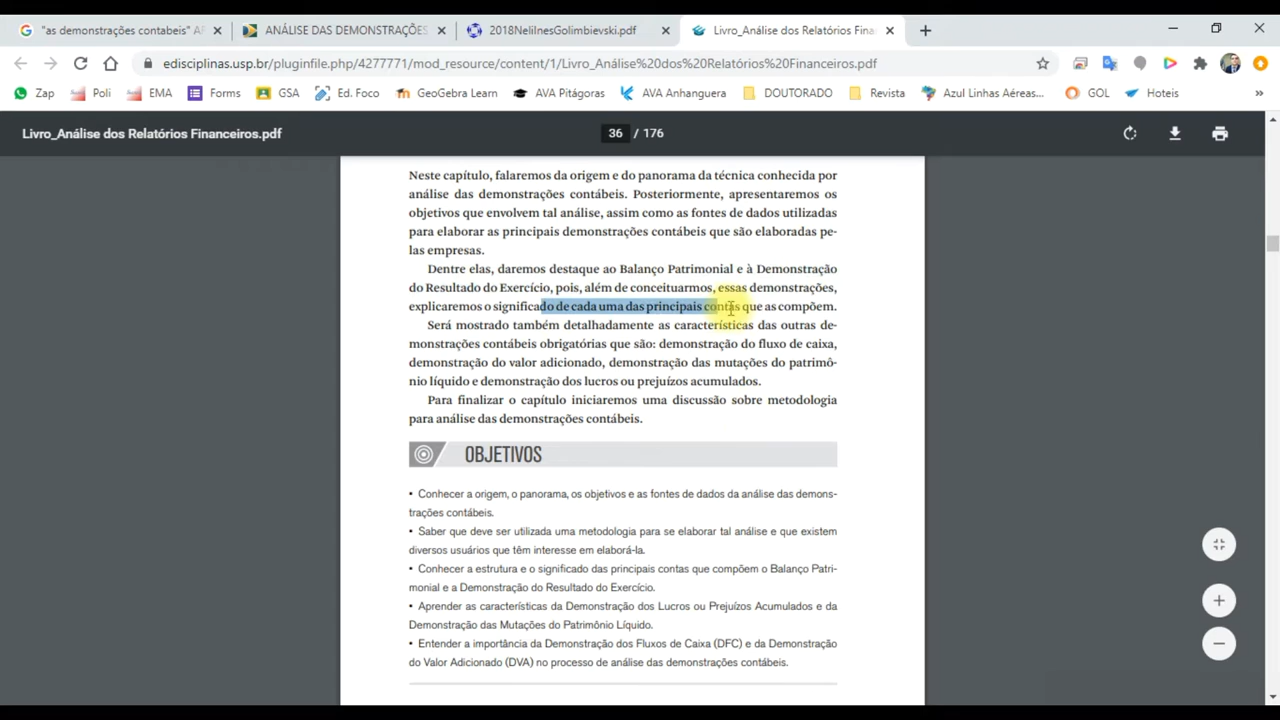 "as demonstrações contabeis" AF
ANÁLISE DAS DEMONSTRAÇÕES
2018NeliInesGolimbievski.pdf
Livro_Análise dos Relatórios Fina
edisciplinas.usp.br/pluginfile.php/4277771/mod_resource/content/1/Livro_Análise%20dos%20Relatórios%20Financeiros.pdf
Zap
Poli
EMA
Forms
GSA
Ed. Foco
GeoGebra Learn
AVA Pitágoras
AVA Anhanguera
DOUTORADO
Revista
Azul Linhas Aéreas...
GOL
Hoteis
»
Livro_Análise dos Relatórios Financeiros.pdf
36 / 176
Neste capítulo, falaremos da origem e do panorama da técnica conhecida por
análise das demonstrações contábeis. Posteriormente, apresentaremos os
objetivos que envolvem tal análise, assim como as fontes de dados utilizadas
para elaborar as principais demonstrações contábeis que são elaboradas pe-
las empresas.
Dentre elas, daremos destaque ao Balanço Patrimonial e à Demonstração
do Resultado do Exercício, pois, além de conceituarmos, essas demonstrações,
explicaremos o significado de cada uma das principais contas que as compõem.
Será mostrado também detalhadamente as características das outras de-
monstrações contábeis obrigatórias que são: demonstração do fluxo de caixa,
demonstração do valor adicionado, demonstração das mutações do patrimô-
nio líquido e demonstração dos lucros ou prejuízos acumulados.
Para finalizar o capítulo iniciaremos uma discussão sobre metodologia
para análise das demonstrações contábeis.
OBJETIVOS
• Conhecer a origem, o panorama, os objetivos e as fontes de dados da análise das demons-
trações contábeis.
• Saber que deve ser utilizada uma metodologia para se elaborar tal análise e que existem
diversos usuários que têm interesse em elaborá-la.
• Conhecer a estrutura e o significado das principais contas que compõem o Balanço Patri-
monial e a Demonstração do Resultado do Exercício.
• Aprender as características da Demonstração dos Lucros ou Prejuízos Acumulados e da
Demonstração das Mutações do Patrimônio Líquido.
• Entender a importância da Demonstração dos Fluxos de Caixa (DFC) e da Demonstração
do Valor Adicionado (DVA) no processo de análise das demonstrações contábeis.